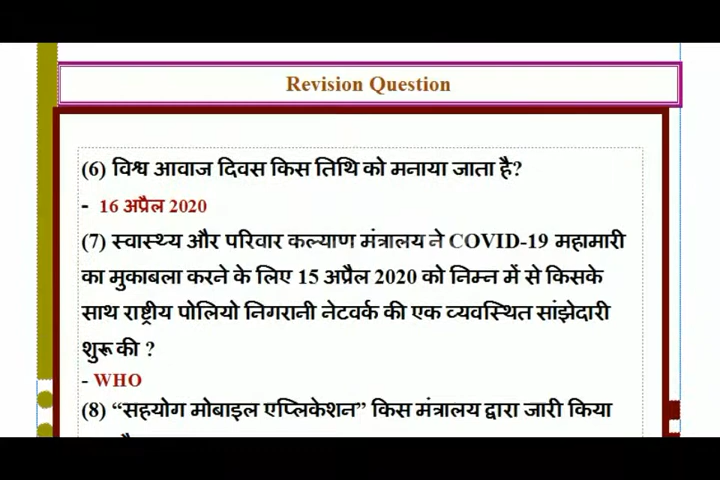 Revision Question
(6) विश्व आवाज दिवस किस तिथि को मनाया जाता है?
- 16 अप्रैल 2020
(7) स्वास्थ्य और परिवार कल्याण मंत्रालय ने COVID-19 महामारी
का मुकाबला करने के लिए 15 अप्रैल 2020 को निम्न में से किसके
साथ राष्ट्रीय पोलियो निगरानी नेटवर्क की एक व्यवस्थित सांझेदारी
शुरू की ?
- WHO
(8) “सहयोग मोबाइल एप्लिकेशन” किस मंत्रालय द्वारा जारी किया